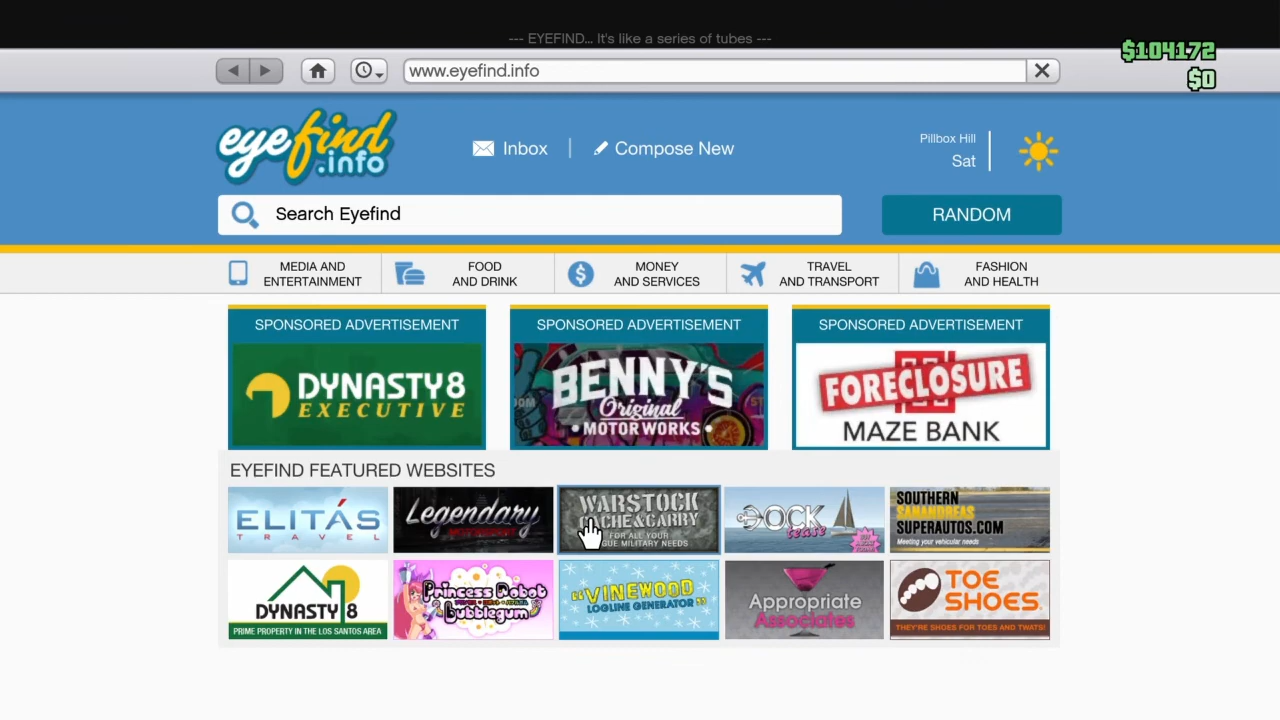 --- EYEFIND... It's like a series of tubes ---
$104172
www.eyefind.info
$0
eyefind
.info
Inbox
Compose New
Pillbox Hill
Sat
Search Eyefind
RANDOM
MEDIA AND
ENTERTAINMENT
FOOD
AND DRINK
MONEY
AND SERVICES
TRAVEL
AND TRANSPORT
FASHION
AND HEALTH
SPONSORED ADVERTISEMENT
DYNASTY8
EXECUTIVE
SPONSORED ADVERTISEMENT
BENNY'S
Original
MOTORWORKS
SPONSORED ADVERTISEMENT
FORECLOSURE
MAZE BANK
EYEFIND FEATURED WEBSITES
ELITÁS
TRAVEL
Legendary
WARSTOCK
CACHE & CARRY
FOR ALL YOUR
MILITARY NEEDS
DOCK
tease
SOUTHERN
SANANDREAS
SUPERAUTOS.COM
Meeting your vehicular needs
DYNASTY 8
PRIME PROPERTY IN THE LOS SANTOS AREA
Princess Robot
Bubblegum
"VINEWOOD
LOGLINE GENERATOR"
Appropriate
Associates
TOE
SHOES
THEY'RE SHOES FOR TOES AND TWATS!